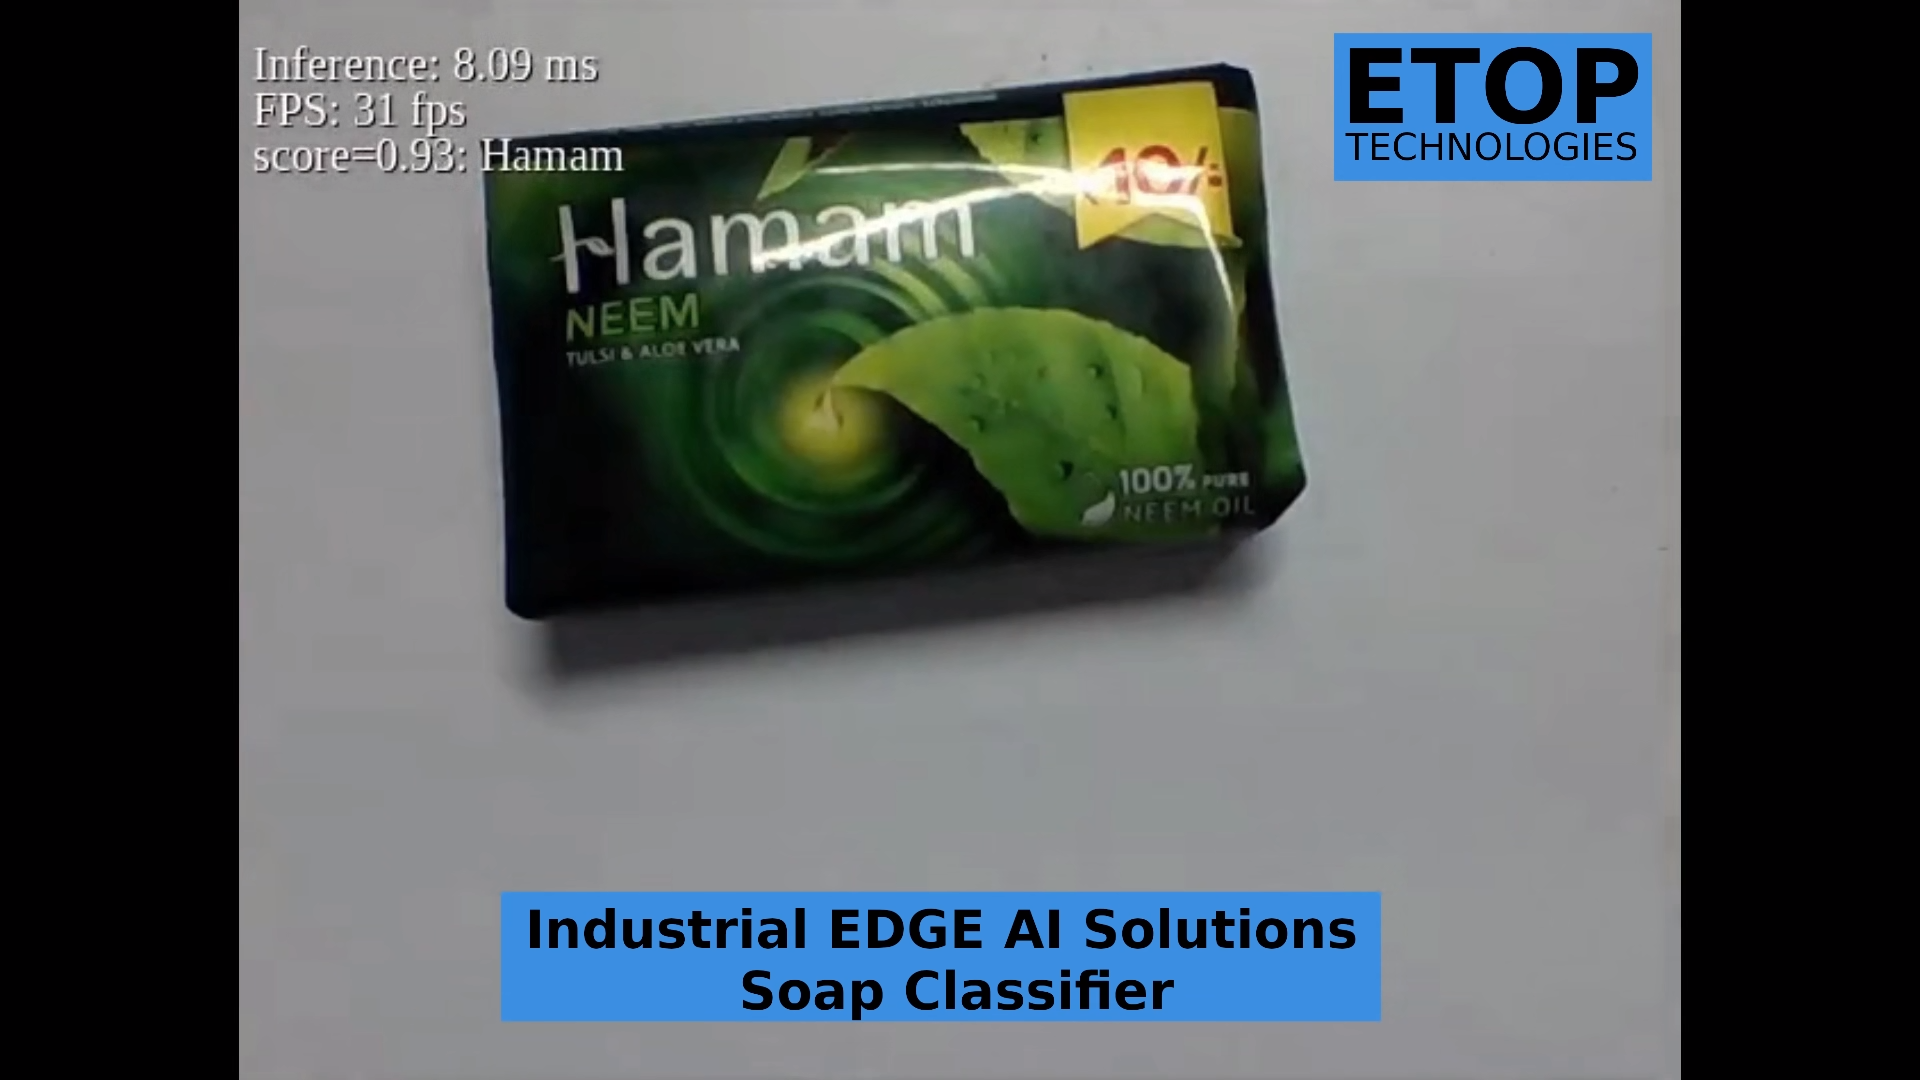 Inference: 8.09 ms
FPS: 31 fps
score=0.93: Hamam
ETOP
TECHNOLOGIES
Hamam
NEEM
TULSI & ALOE VERA
100% PURE
NEEM OIL
Industrial EDGE AI Solutions
Soap Classifier